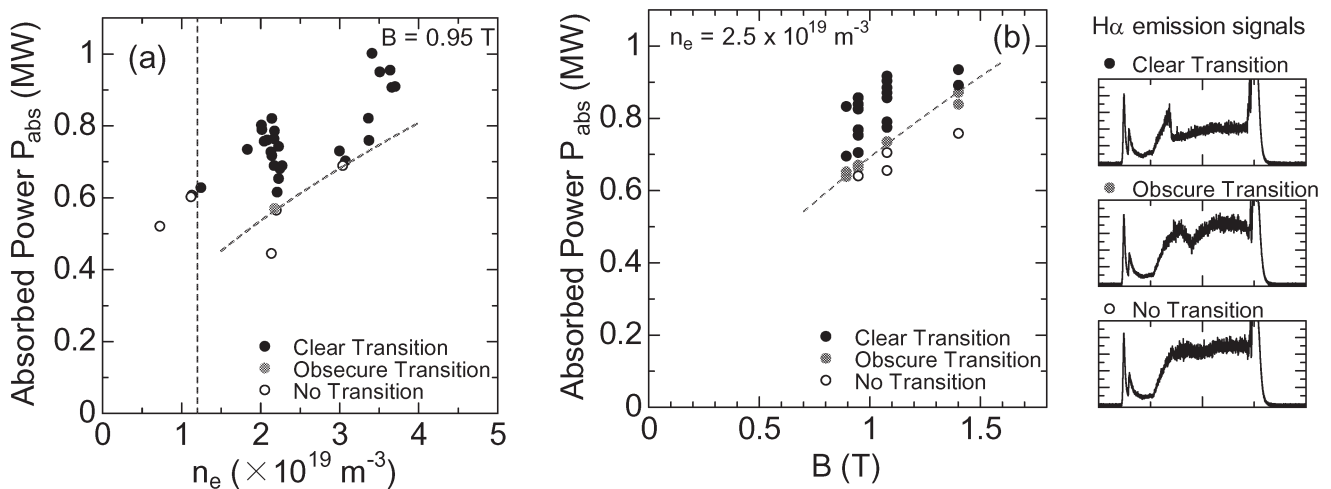 (a)
B = 0.95 T
Absorbed Power P_abs (MW)
1
0.8
0.6
0.4
0.2
0
Clear Transition
Obsecure Transition
No Transition
0 1 2 3 4 5
n_e (×10^19 m^-3)
(b)
n_e = 2.5 x 10^19 m^-3
Absorbed Power P_abs (MW)
1
0.8
0.6
0.4
0.2
0
Clear Transition
Obscure Transition
No Transition
0 0.5 1 1.5
B (T)
Hα emission signals
Clear Transition
Obscure Transition
No Transition